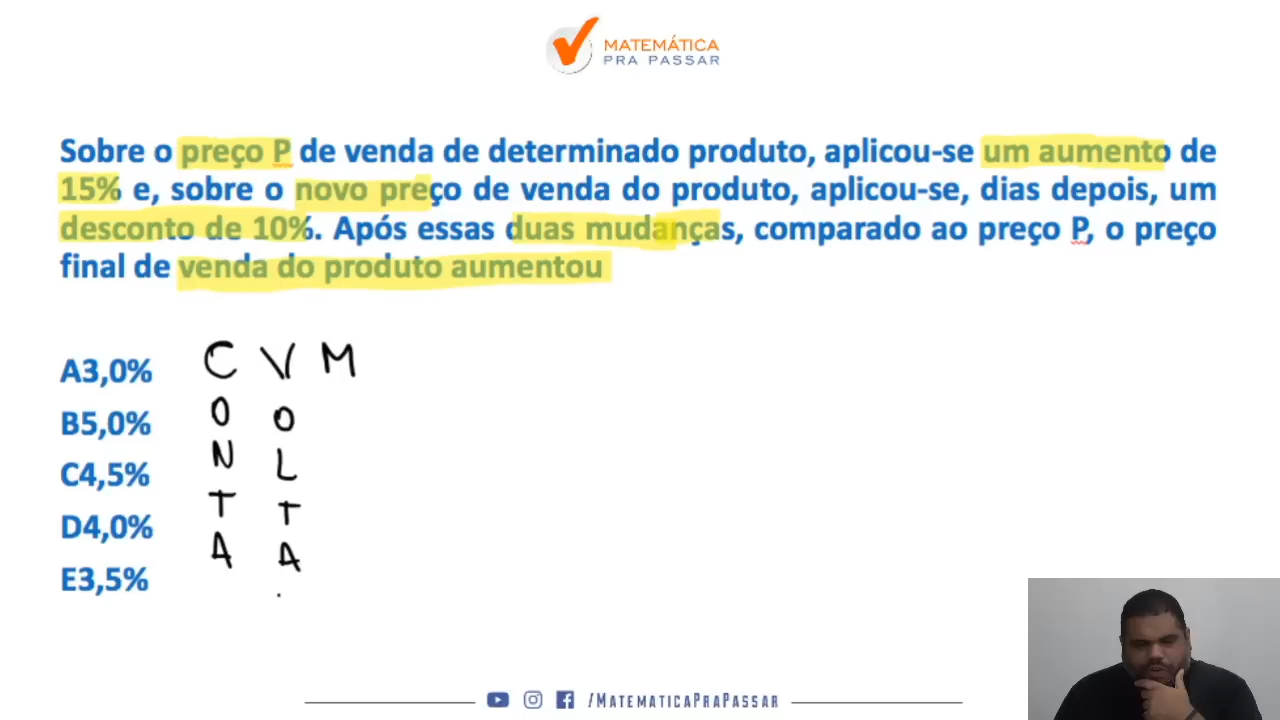 MATEMÁTICA
PRA PASSAR
Sobre o preço P de venda de determinado produto, aplicou-se um aumento de
15% e, sobre o novo preço de venda do produto, aplicou-se, dias depois, um
desconto de 10%. Após essas duas mudanças, comparado ao preço P, o preço
final de venda do produto aumentou
A3,0%
B5,0%
C4,5%
D4,0%
E3,5%
CONTA
VOLTA
M
/MATEMATICAPRAPASSAR